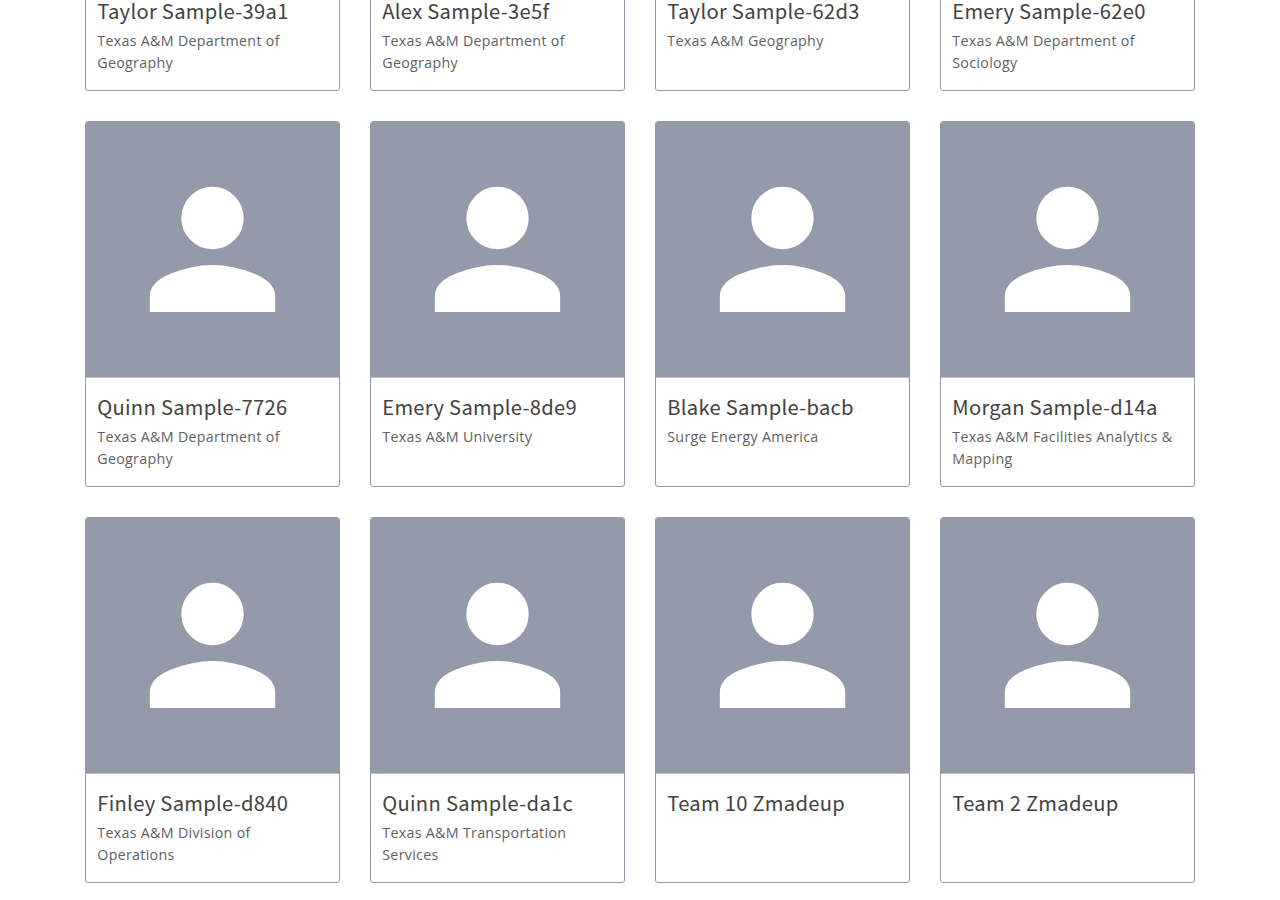 Taylor Sample-39a1
Texas A&M Department of
Geography
Alex Sample-3e5f
Texas A&M Department of
Geography
Taylor Sample-62d3
Texas A&M Geography
Emery Sample-62e0
Texas A&M Department of
Sociology
Quinn Sample-7726
Texas A&M Department of
Geography
Emery Sample-8de9
Texas A&M University
Blake Sample-bacb
Surge Energy America
Morgan Sample-d14a
Texas A&M Facilities Analytics &
Mapping
Finley Sample-d840
Texas A&M Division of
Operations
Quinn Sample-da1c
Texas A&M Transportation
Services
Team 10 Zmadeup
Team 2 Zmadeup